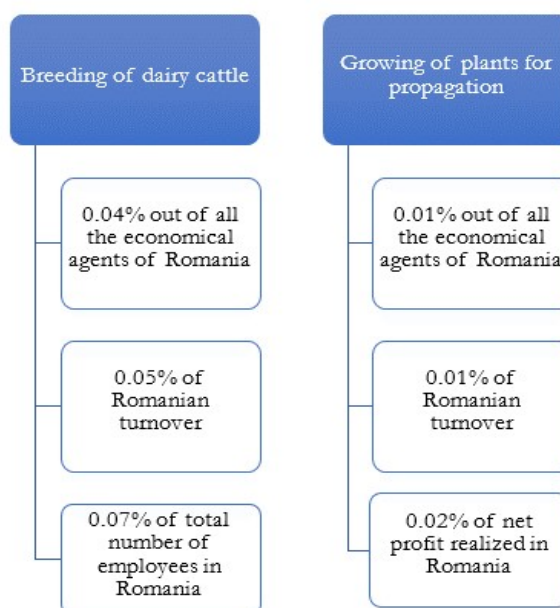 Breeding of dairy cattle
0.04% out of all
the economical
agents of Romania
0.05% of
Romanian
turnover
0.07% of total
number of
employees in
Romania
Growing of plants for
propagation
0.01% out of all
the economical
agents of Romania
0.01% of
Romanian
turnover
0.02% of net
profit realized in
Romania